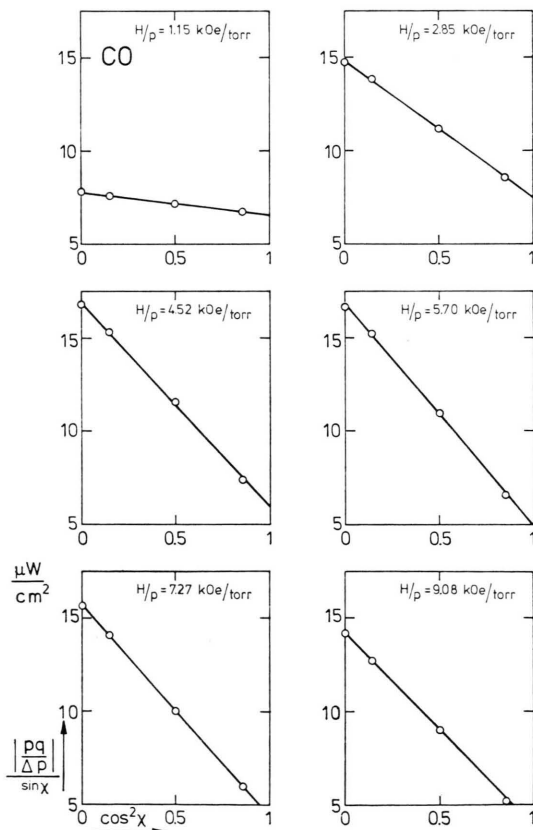 CO
H/p = 1.15 kOe/torr
15
10
5
0
0.5
1
H/p = 2.85 kOe/torr
15
10
5
0
0.5
1
H/p = 4.52 kOe/torr
15
10
5
0
0.5
1
H/p = 5.70 kOe/torr
15
10
5
0
0.5
1
μW
cm²
H/p = 7.27 kOe/torr
15
10
5
0
0.5
1
|pq
Δp|
sinχ
cos²χ
H/p = 9.08 kOe/torr
15
10
5
0
0.5
1